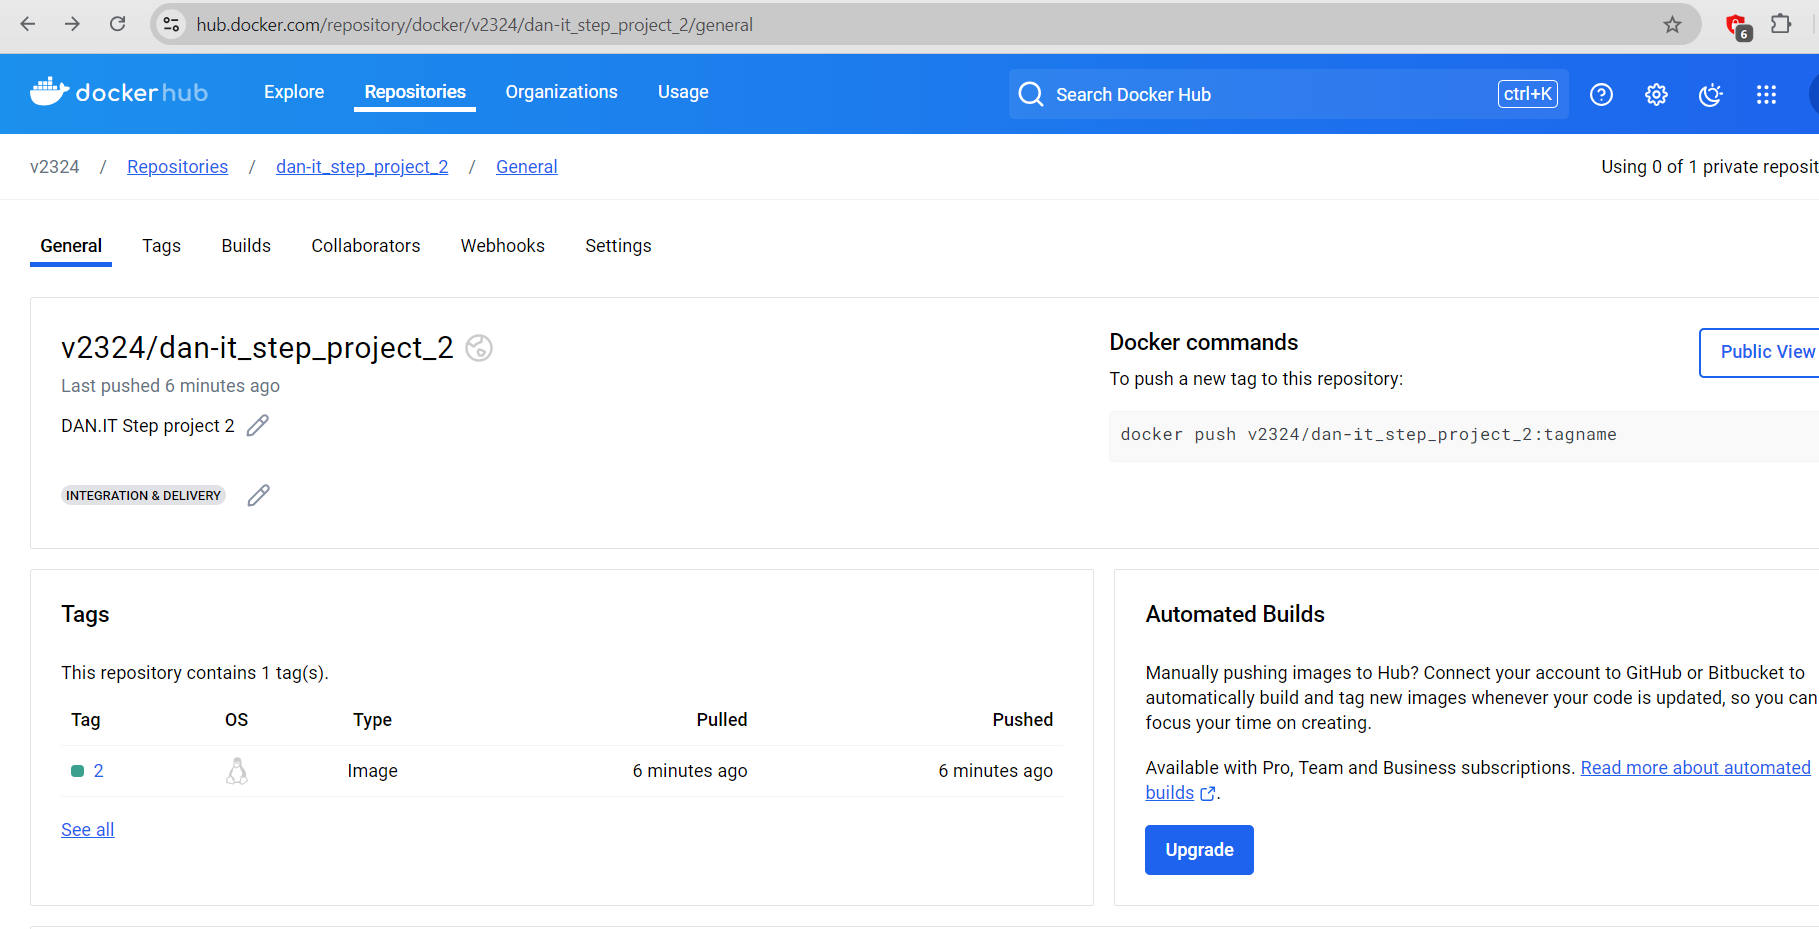 hub.docker.com/repository/docker/v2324/dan-it_step_project_2/general
6
docker hub
Explore
Repositories
Organizations
Usage
Search Docker Hub
ctrl+K
v2324 / Repositories / dan-it_step_project_2 / General
Using 0 of 1 private reposit
General
Tags
Builds
Collaborators
Webhooks
Settings
v2324/dan-it_step_project_2
Last pushed 6 minutes ago
DAN.IT Step project 2
INTEGRATION & DELIVERY
Docker commands
To push a new tag to this repository:
Public View
docker push v2324/dan-it_step_project_2:tagname
Tags
This repository contains 1 tag(s).
Tag OS Type Pulled Pushed
2 Image 6 minutes ago 6 minutes ago
See all
Automated Builds
Manually pushing images to Hub? Connect your account to GitHub or Bitbucket to
automatically build and tag new images whenever your code is updated, so you can
focus your time on creating.
Available with Pro, Team and Business subscriptions. Read more about automated
builds .
Upgrade